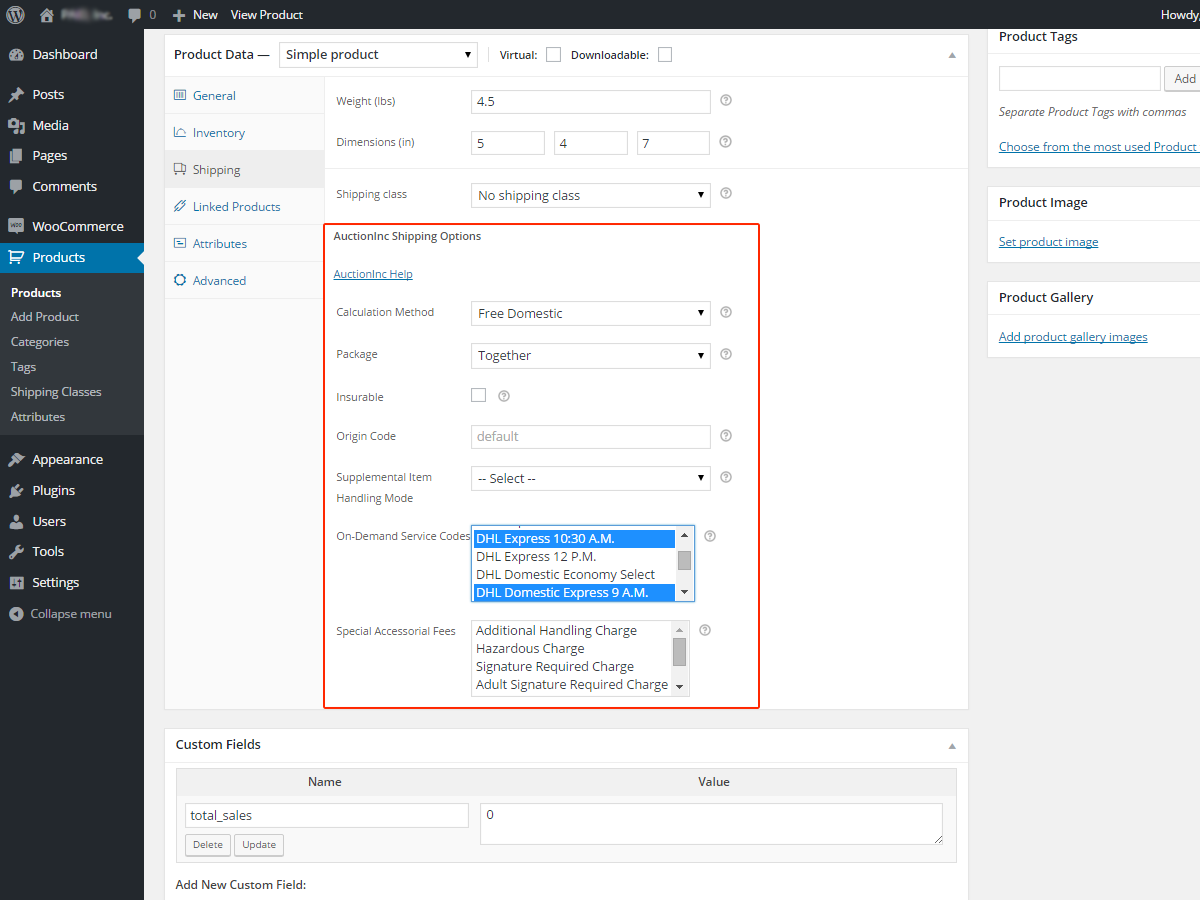 0
New
View Product
Howdy,
Dashboard
Posts
Media
Pages
Comments
WooCommerce
Products
Products
Add Product
Categories
Tags
Shipping Classes
Attributes
Appearance
Plugins
Users
Tools
Settings
Collapse menu
Product Data — Simple product Virtual: Downloadable:
General
Inventory
Shipping
Linked Products
Attributes
Advanced
Weight (lbs) 4.5
Dimensions (in) 5 4 7
Shipping class No shipping class
AuctionInc Shipping Options
AuctionInc Help
Calculation Method Free Domestic
Package Together
Insurable
Origin Code default
Supplemental Item
Handling Mode
-- Select --
On-Demand Service Codes
DHL Express 10:30 A.M.
DHL Express 12 P.M.
DHL Domestic Economy Select
DHL Domestic Express 9 A.M.
Special Accessorial Fees
Additional Handling Charge
Hazardous Charge
Signature Required Charge
Adult Signature Required Charge
Custom Fields
Name Value
total_sales 0
Delete Update
Add New Custom Field:
Product Tags
Add
Separate Product Tags with commas
Choose from the most used Product
Product Image
Set product image
Product Gallery
Add product gallery images